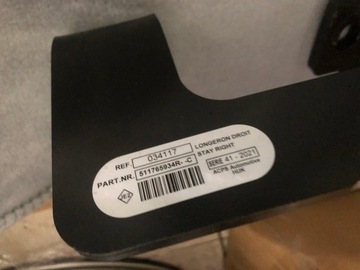 REF 034117 LONGERON DROIT
STAY RIGHT
PART.NR. 511765934R- -C
SERIE 41 - 2021
ACPS Automotive
HUN